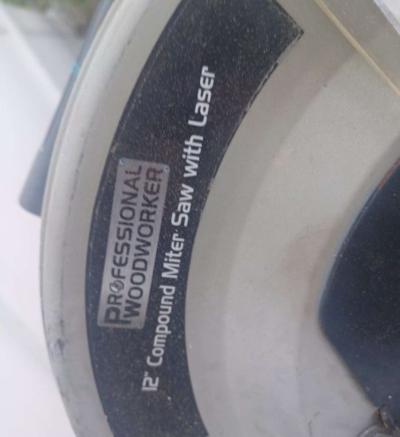 PROFESSIONAL
WOODWORKER
12" Compound Miter Saw with Laser